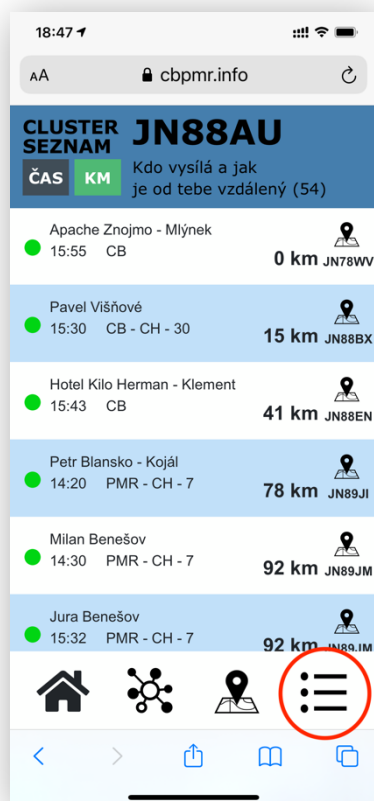 18:47
AA cbpmr.info
CLUSTER SEZNAM JN88AU
ČAS KM Kdo vysílá a jak
je od tebe vzdálený (54)
Apache Znojmo - Mlýnek
15:55 CB 0 km JN78WV
Pavel Višňové
15:30 CB - CH - 30 15 km JN88BX
Hotel Kilo Herman - Klement
15:43 CB 41 km JN88EN
Petr Blansko - Kojál
14:20 PMR - CH - 7 78 km JN89JI
Milan Benešov
14:30 PMR - CH - 7 92 km JN89JM
Jura Benešov
15:32 PMR - CH - 7 92 km JN89JM